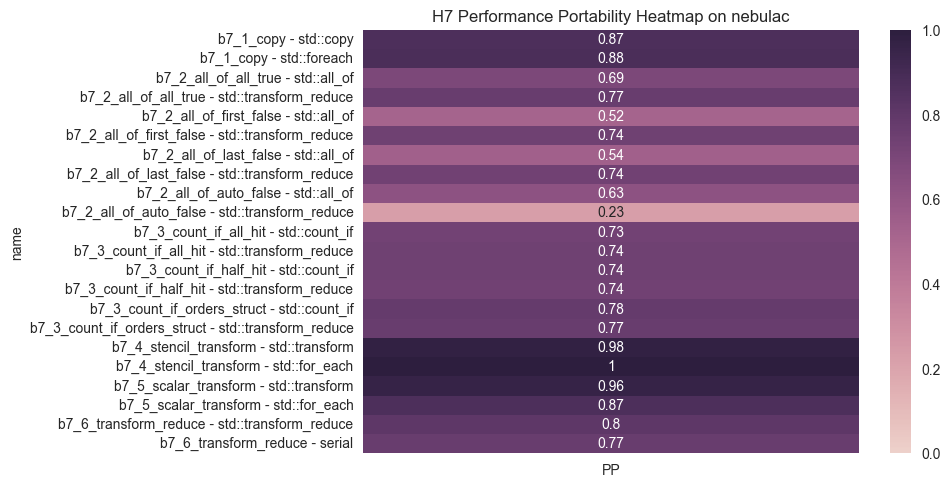 H7 Performance Portability Heatmap on nebulac
b7_1_copy - std::copy 0.87
b7_1_copy - std::foreach 0.88
b7_2_all_of_all_true - std::all_of 0.69
b7_2_all_of_all_true - std::transform_reduce 0.77
b7_2_all_of_first_false - std::all_of 0.52
b7_2_all_of_first_false - std::transform_reduce 0.74
b7_2_all_of_last_false - std::all_of 0.54
b7_2_all_of_last_false - std::transform_reduce 0.74
b7_2_all_of_auto_false - std::all_of 0.63
b7_2_all_of_auto_false - std::transform_reduce 0.23
b7_3_count_if_all_hit - std::count_if 0.73
b7_3_count_if_all_hit - std::transform_reduce 0.74
b7_3_count_if_half_hit - std::count_if 0.74
b7_3_count_if_half_hit - std::transform_reduce 0.74
b7_3_count_if_orders_struct - std::count_if 0.78
b7_3_count_if_orders_struct - std::transform_reduce 0.77
b7_4_stencil_transform - std::transform 0.98
b7_4_stencil_transform - std::for_each 1
b7_5_scalar_transform - std::transform 0.96
b7_5_scalar_transform - std::for_each 0.87
b7_6_transform_reduce - std::transform_reduce 0.8
b7_6_transform_reduce - serial 0.77
name
PP
1.0
0.8
0.6
0.4
0.2
0.0